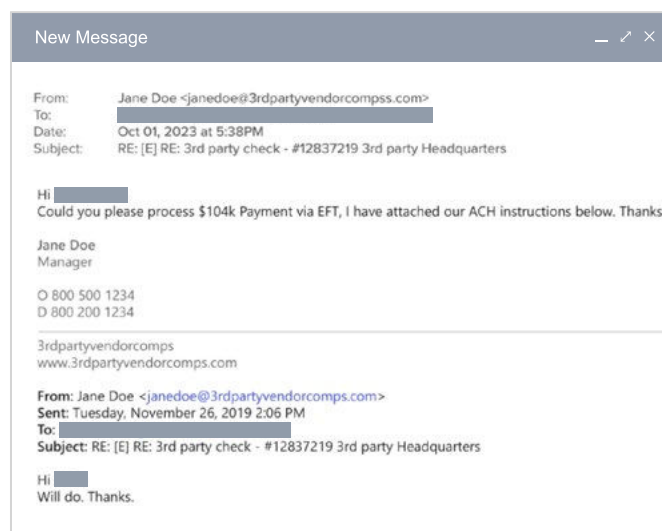 New Message
From: Jane Doe <janedoe@3rdpartyvendorcompss.com>
To:
Date: Oct 01, 2023 at 5:38PM
Subject: RE: [E] RE: 3rd party check - #12837219 3rd party Headquarters
Hi
Could you please process $104k Payment via EFT, I have attached our ACH instructions below. Thanks
Jane Doe
Manager
O 800 500 1234
D 800 200 1234
3rdpartyvendorcomps
www.3rdpartyvendorcomps.com
From: Jane Doe <janedoe@3rdpartyvendorcomps.com>
Sent: Tuesday, November 26, 2019 2:06 PM
To:
Subject: RE: [E] RE: 3rd party check - #12837219 3rd party Headquarters
Hi
Will do. Thanks.